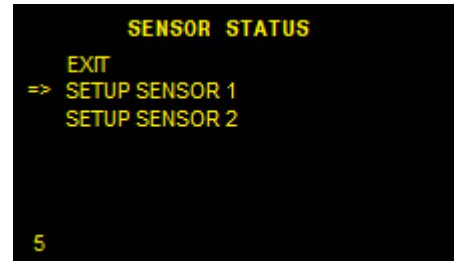 SENSOR STATUS
EXIT
=> SETUP SENSOR 1
SETUP SENSOR 2
5